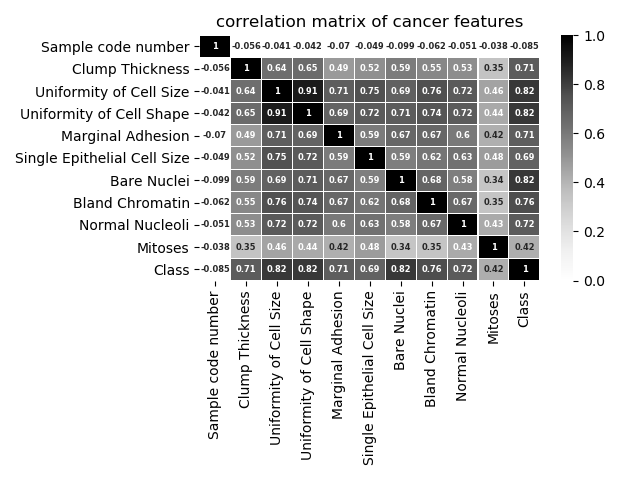 correlation matrix of cancer features
Sample code number 1 -0.056 -0.041 -0.042 -0.07 -0.049 -0.099 -0.062 -0.051 -0.038 -0.085
Clump Thickness -0.056 1 0.64 0.65 0.49 0.52 0.59 0.55 0.53 0.35 0.71
Uniformity of Cell Size -0.041 0.64 1 0.91 0.71 0.75 0.69 0.76 0.72 0.46 0.82
Uniformity of Cell Shape -0.042 0.65 0.91 1 0.69 0.72 0.71 0.74 0.72 0.44 0.82
Marginal Adhesion -0.07 0.49 0.71 0.69 1 0.59 0.67 0.67 0.6 0.42 0.71
Single Epithelial Cell Size -0.049 0.52 0.75 0.72 0.59 1 0.59 0.62 0.63 0.48 0.69
Bare Nuclei -0.099 0.59 0.69 0.71 0.67 0.59 1 0.68 0.58 0.34 0.82
Bland Chromatin -0.062 0.55 0.76 0.74 0.67 0.62 0.68 1 0.67 0.35 0.76
Normal Nucleoli -0.051 0.53 0.72 0.72 0.6 0.63 0.58 0.67 1 0.43 0.72
Mitoses -0.038 0.35 0.46 0.44 0.42 0.48 0.34 0.35 0.43 1 0.42
Class -0.085 0.71 0.82 0.82 0.71 0.69 0.82 0.76 0.72 0.42 1
Sample code number
Clump Thickness
Uniformity of Cell Size
Uniformity of Cell Shape
Marginal Adhesion
Single Epithelial Cell Size
Bare Nuclei
Bland Chromatin
Normal Nucleoli
Mitoses
Class
1.0
0.8
0.6
0.4
0.2
0.0